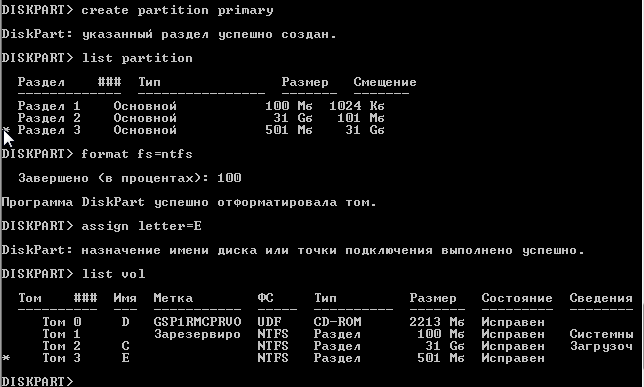 DISKPART> create partition primary
DiskPart: указанный раздел успешно создан.
DISKPART> list partition
Раздел ### Тип Размер Смещение
------------- ---------------- ------- --------
Раздел 1 Основной 100 Мб 1024 Кб
Раздел 2 Основной 31 Gб 101 Мб
* Раздел 3 Основной 501 Мб 31 Gб
DISKPART> format fs=ntfs
Завершено (в процентах): 100
Программа DiskPart успешно отформатировала том.
DISKPART> assign letter=E
DiskPart: назначение имени диска или точки подключения выполнено успешно.
DISKPART> list vol
Том ### Имя Метка ФС Тип Размер Состояние Сведения
---------- --- ----------- ----- ---------- ------- --------- --------
Том 0 D GSP1RMCPRVO UDF CD-ROM 2213 Мб Исправен
Том 1 Зарезервиро NTFS Раздел 100 Мб Исправен Системны
Том 2 C NTFS Раздел 31 Gб Исправен Загрузоч
* Том 3 E NTFS Раздел 501 Мб Исправен
DISKPART>